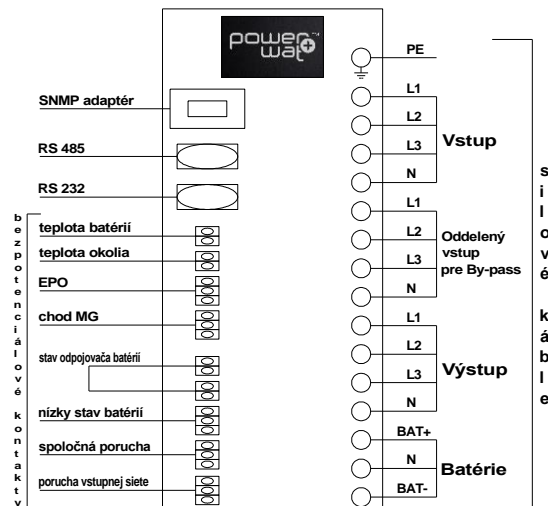 powerwat+™
SNMP adaptér
RS 485
RS 232
bezpotenciálové kontakty
teplota batérií
teplota okolia
EPO
chod MG
stav odpojovača batérií
nízky stav batérií
spoločná porucha
porucha vstupnej siete
PE
L1
L2
L3
N
Vstup
L1
L2
L3
N
Oddelený
vstup
pre By-pass
L1
L2
L3
N
Výstup
BAT+
N
BAT-
Batérie
silové káble